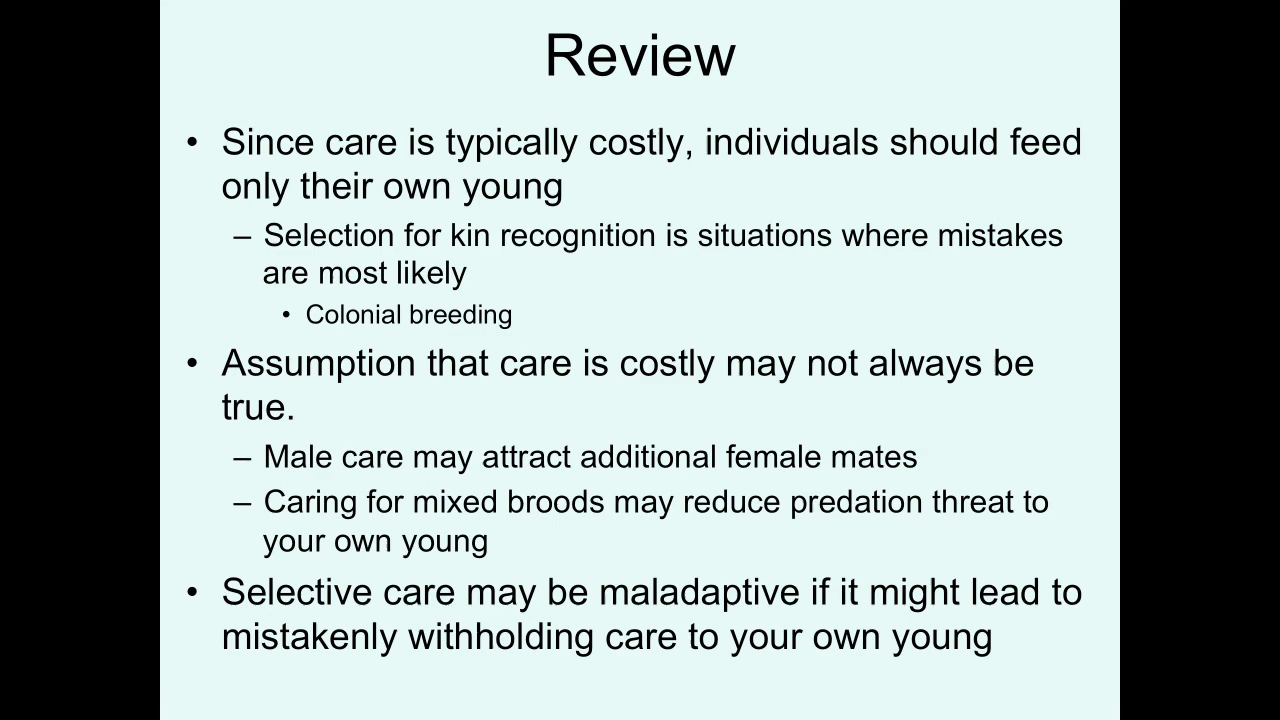 Review
• Since care is typically costly, individuals should feed
only their own young
– Selection for kin recognition is situations where mistakes
are most likely
• Colonial breeding
• Assumption that care is costly may not always be
true.
– Male care may attract additional female mates
– Caring for mixed broods may reduce predation threat to
your own young
• Selective care may be maladaptive if it might lead to
mistakenly withholding care to your own young